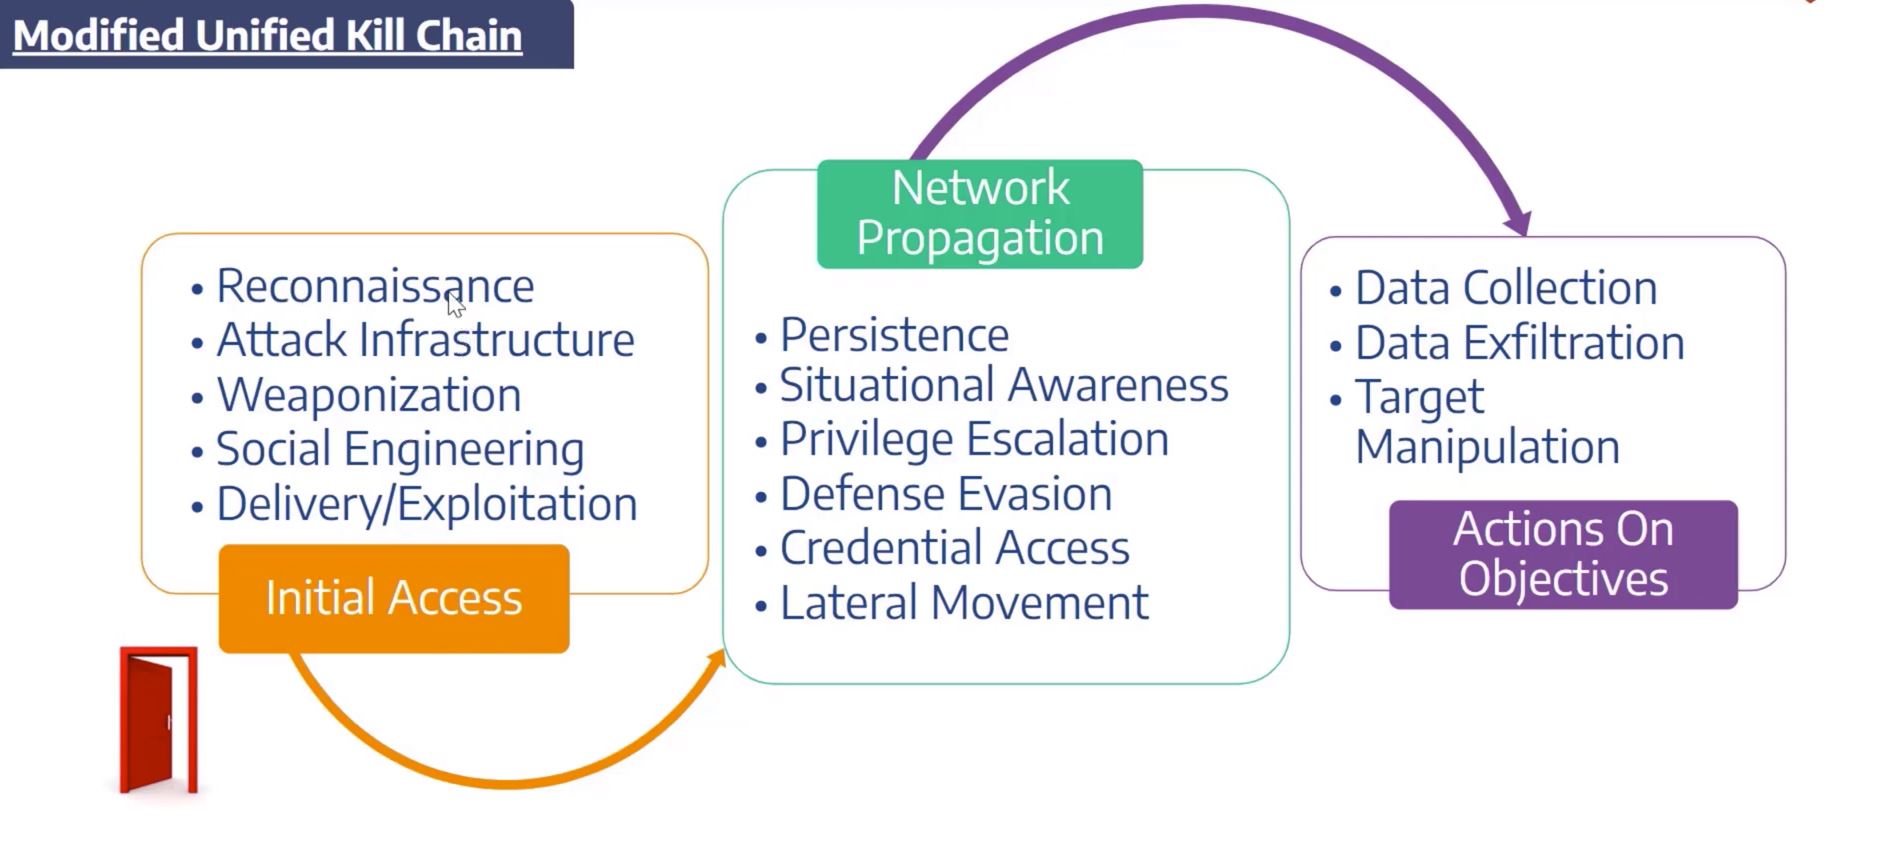 Modified Unified Kill Chain
• Reconnaissance
• Attack Infrastructure
• Weaponization
• Social Engineering
• Delivery/Exploitation
Initial Access
Network
Propagation
• Persistence
• Situational Awareness
• Privilege Escalation
• Defense Evasion
• Credential Access
• Lateral Movement
• Data Collection
• Data Exfiltration
• Target
Manipulation
Actions On
Objectives